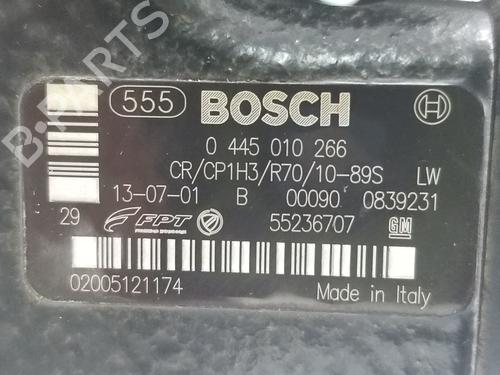 B-PARTS
555 BOSCH
0 445 010 266
CR/CP1H3/R70/10-89S LW
13-07-01 B 00090 0839231
29 FPT 55236707 GM
02005121174 Made in Italy